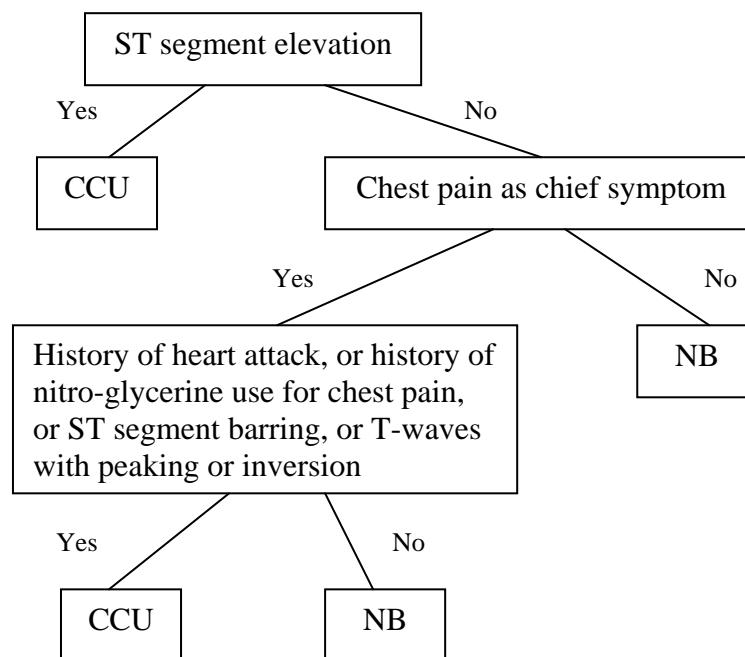 ST segment elevation
Yes
No
CCU
Chest pain as chief symptom
Yes
No
History of heart attack, or history of
nitro-glycerine use for chest pain,
or ST segment barring, or T-waves
with peaking or inversion
NB
Yes
No
CCU
NB